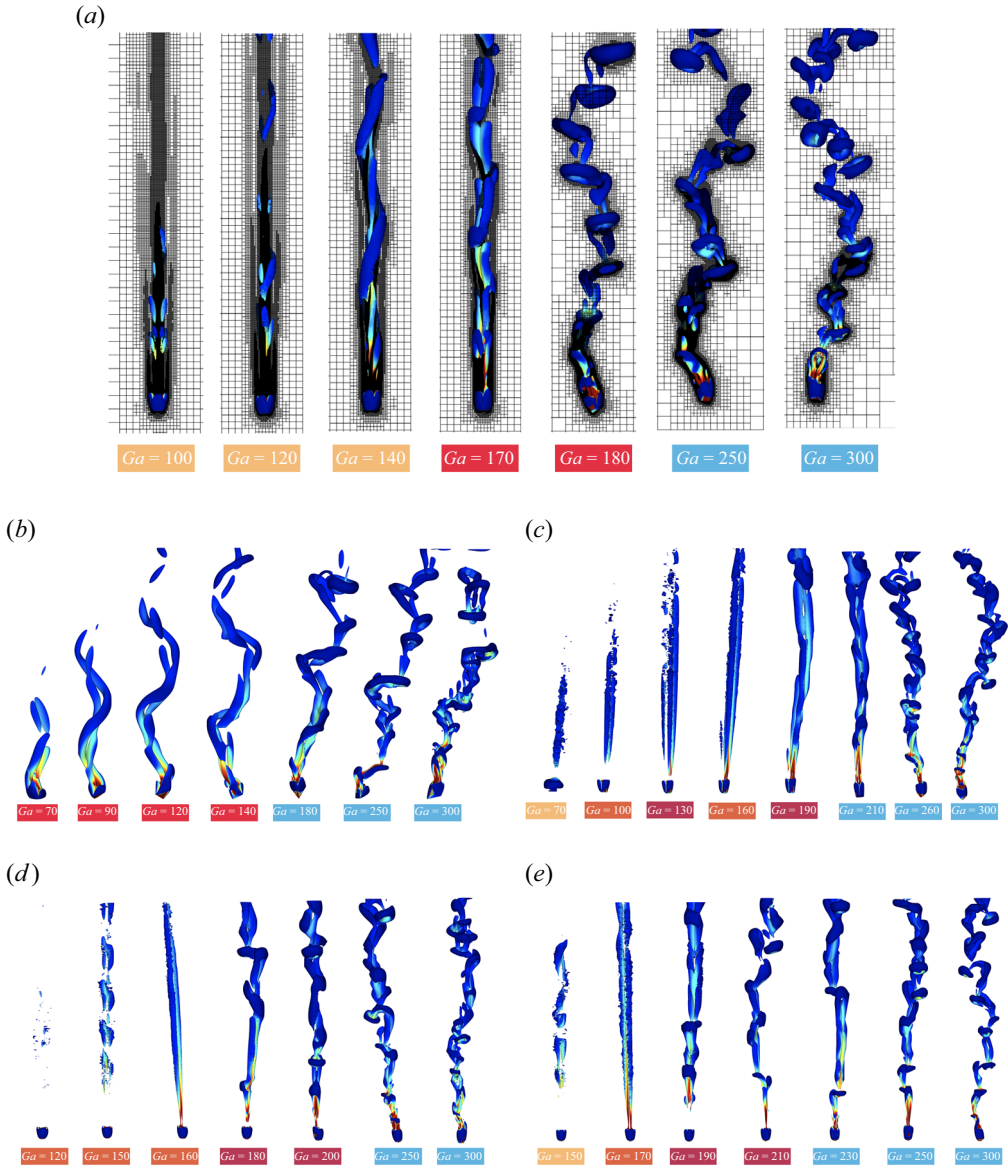 (a)
Ga = 100 Ga = 120 Ga = 140 Ga = 170 Ga = 180 Ga = 250 Ga = 300
(b) (c)
Ga = 70 Ga = 90 Ga = 120 Ga = 140 Ga = 180 Ga = 250 Ga = 300 Ga = 70 Ga = 100 Ga = 130 Ga = 160 Ga = 190 Ga = 210 Ga = 260 Ga = 300
(d) (e)
Ga = 120 Ga = 150 Ga = 160 Ga = 180 Ga = 200 Ga = 250 Ga = 300 Ga = 150 Ga = 170 Ga = 190 Ga = 210 Ga = 230 Ga = 250 Ga = 300